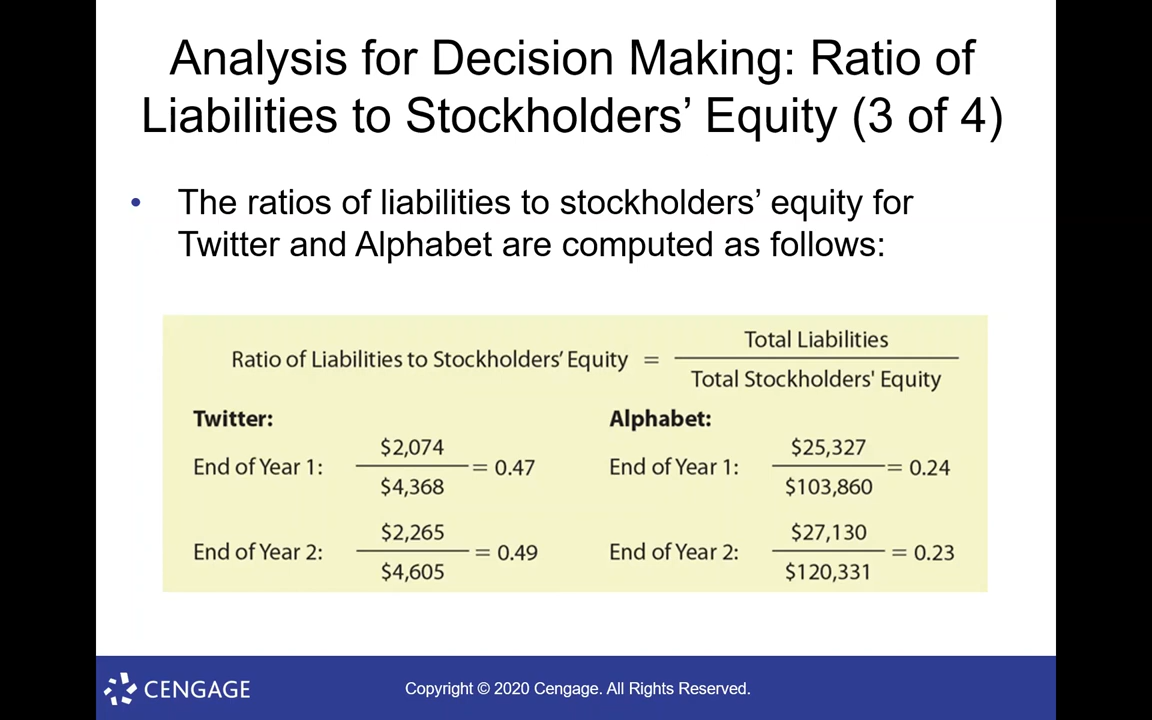 Analysis for Decision Making: Ratio of
Liabilities to Stockholders’ Equity (3 of 4)
• The ratios of liabilities to stockholders’ equity for
Twitter and Alphabet are computed as follows:
Ratio of Liabilities to Stockholders’ Equity =
Total Liabilities
Total Stockholders' Equity
Twitter:
End of Year 1:
$2,074
$4,368
= 0.47
End of Year 2:
$2,265
$4,605
= 0.49
Alphabet:
End of Year 1:
$25,327
$103,860
= 0.24
End of Year 2:
$27,130
$120,331
= 0.23
CENGAGE
Copyright © 2020 Cengage. All Rights Reserved.